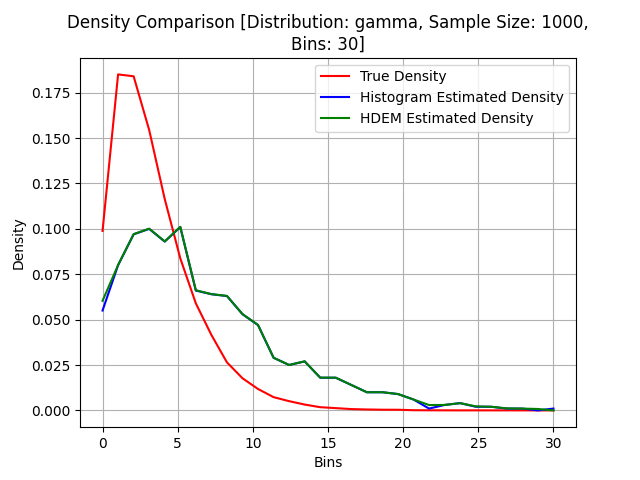 Density Comparison [Distribution: gamma, Sample Size: 1000,
Bins: 30]
True Density
Histogram Estimated Density
HDEM Estimated Density
Density
0.175
0.150
0.125
0.100
0.075
0.050
0.025
0.000
0 5 10 15 20 25 30
Bins